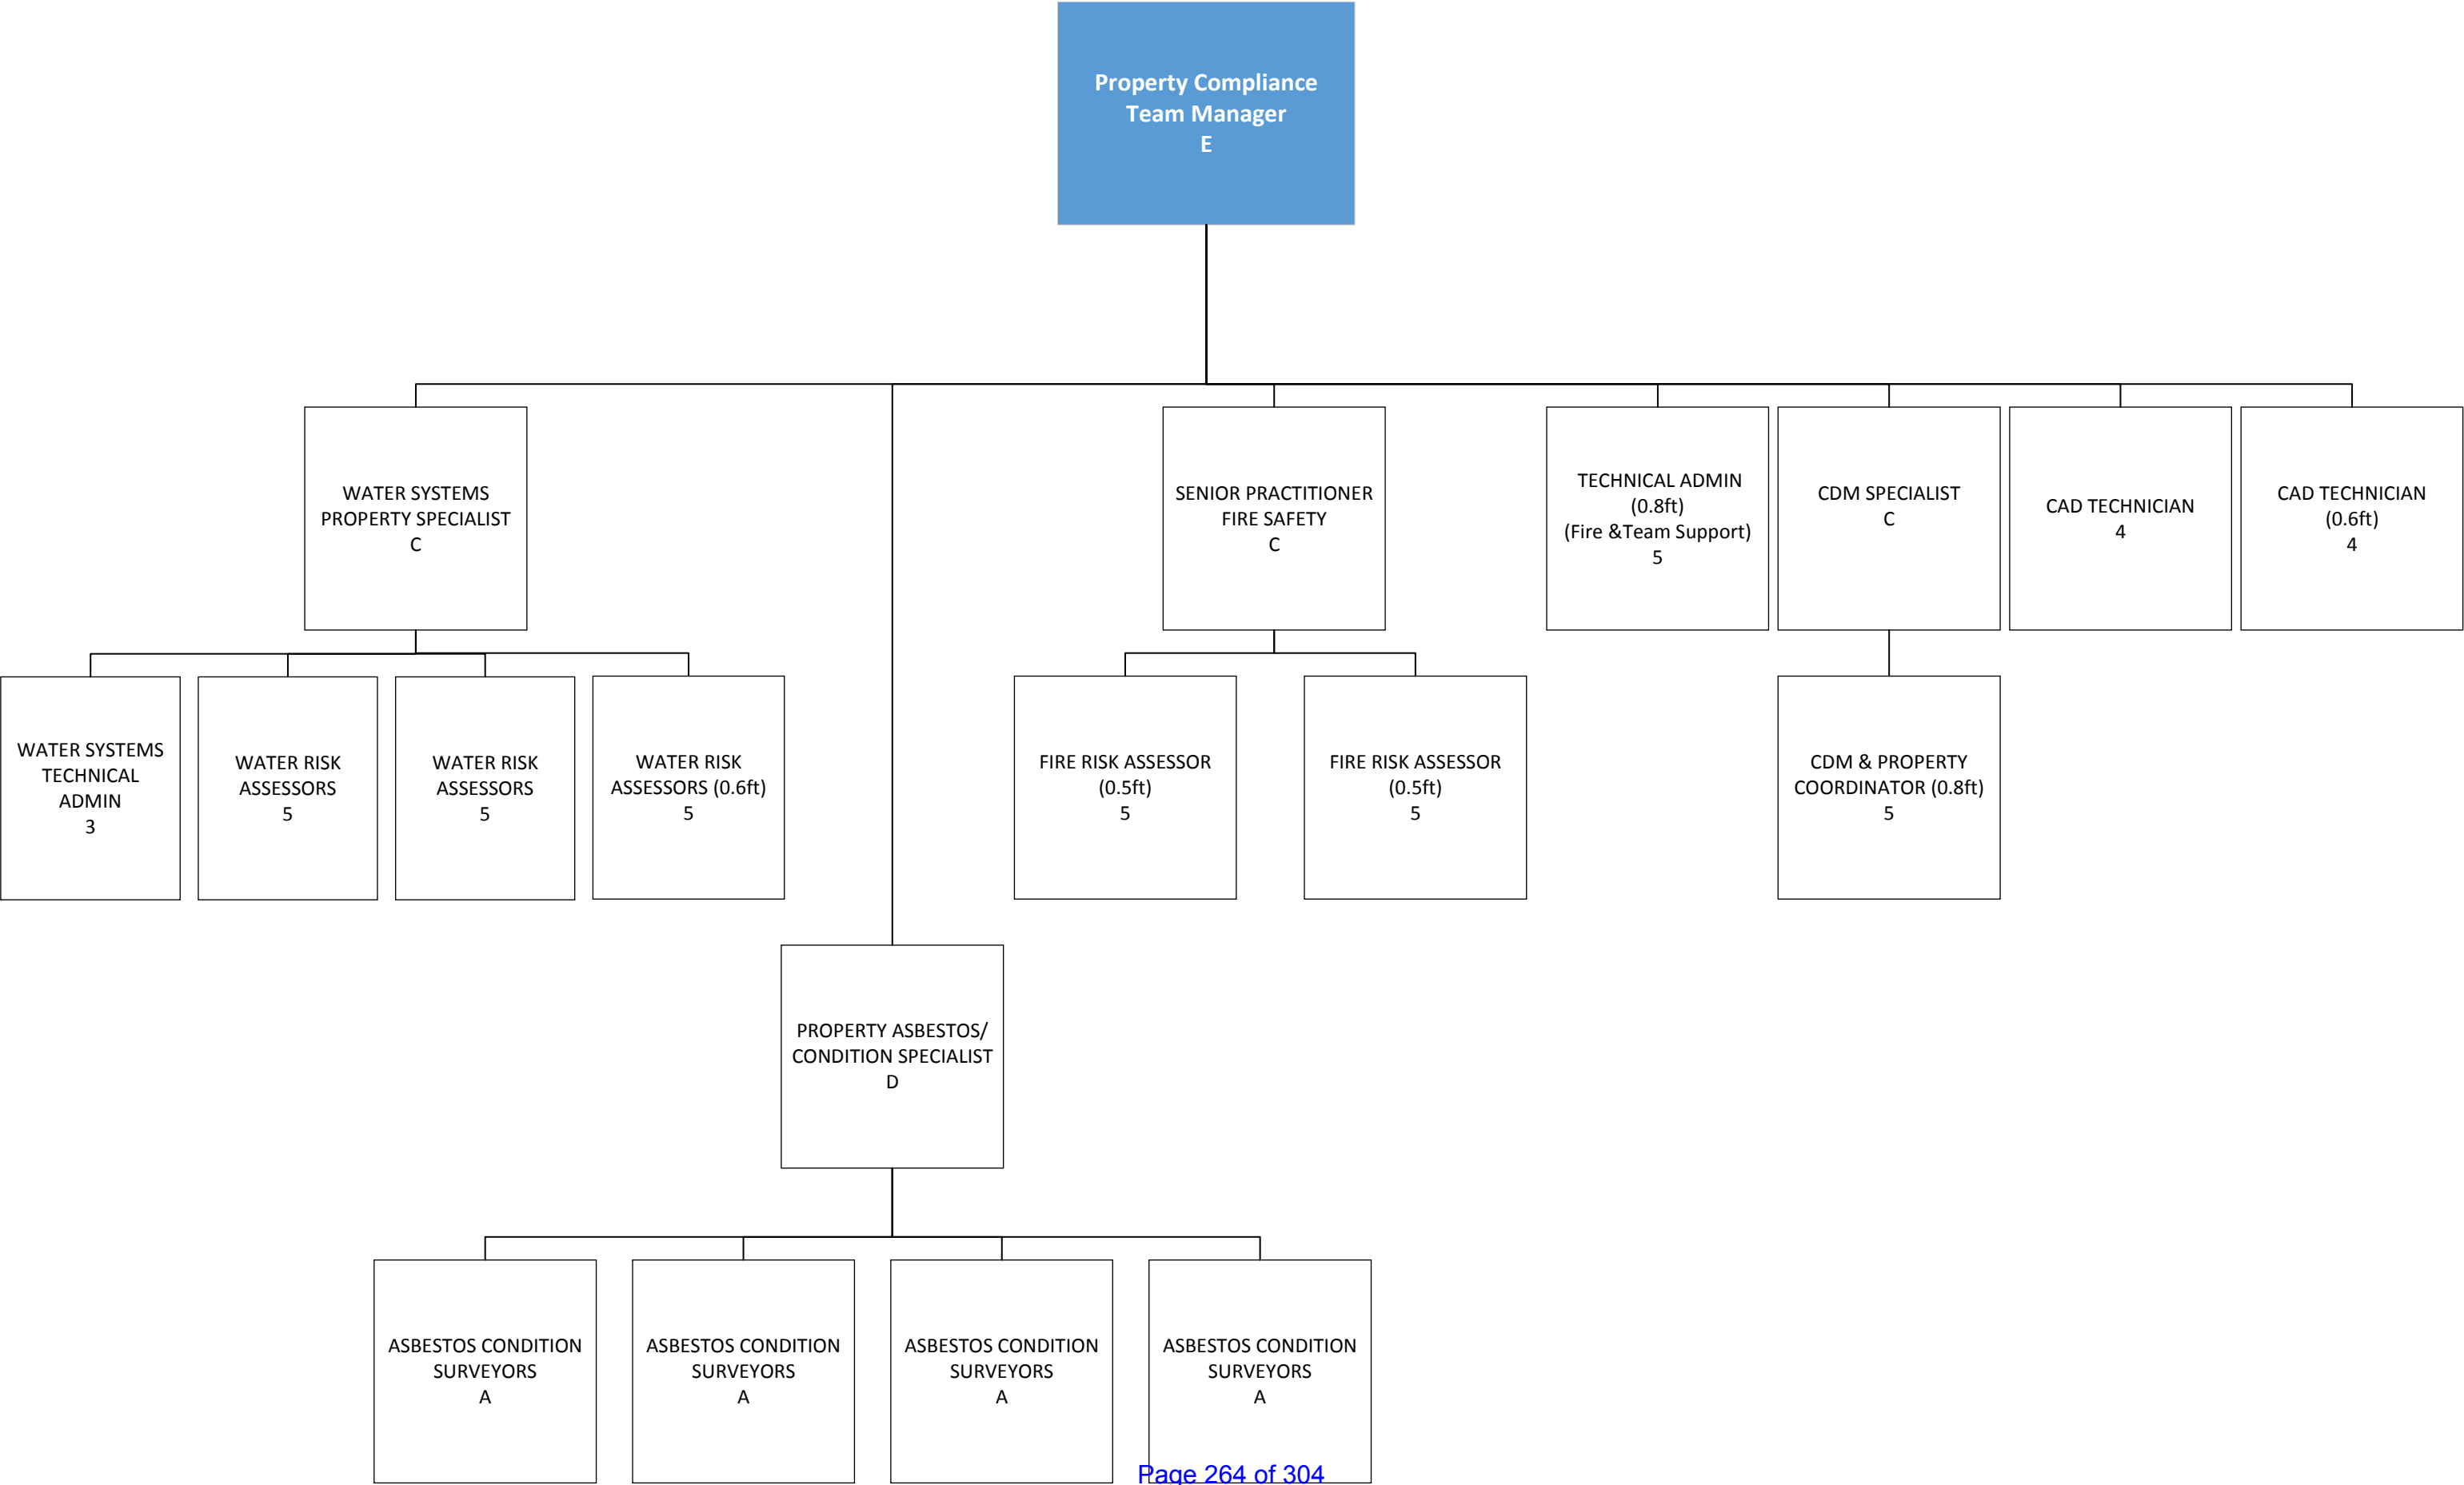 Property Compliance
Team Manager
E
WATER SYSTEMS
PROPERTY SPECIALIST
C
SENIOR PRACTITIONER
FIRE SAFETY
C
TECHNICAL ADMIN
(0.8ft)
(Fire &Team Support)
5
CDM SPECIALIST
C
CAD TECHNICIAN
4
CAD TECHNICIAN
(0.6ft)
4
WATER SYSTEMS
TECHNICAL
ADMIN
3
WATER RISK
ASSESSORS
5
WATER RISK
ASSESSORS
5
WATER RISK
ASSESSORS (0.6ft)
5
FIRE RISK ASSESSOR
(0.5ft)
5
FIRE RISK ASSESSOR
(0.5ft)
5
CDM & PROPERTY
COORDINATOR (0.8ft)
5
PROPERTY ASBESTOS/
CONDITION SPECIALIST
D
ASBESTOS CONDITION
SURVEYORS
A
ASBESTOS CONDITION
SURVEYORS
A
ASBESTOS CONDITION
SURVEYORS
A
ASBESTOS CONDITION
SURVEYORS
A
Page 264 of 304